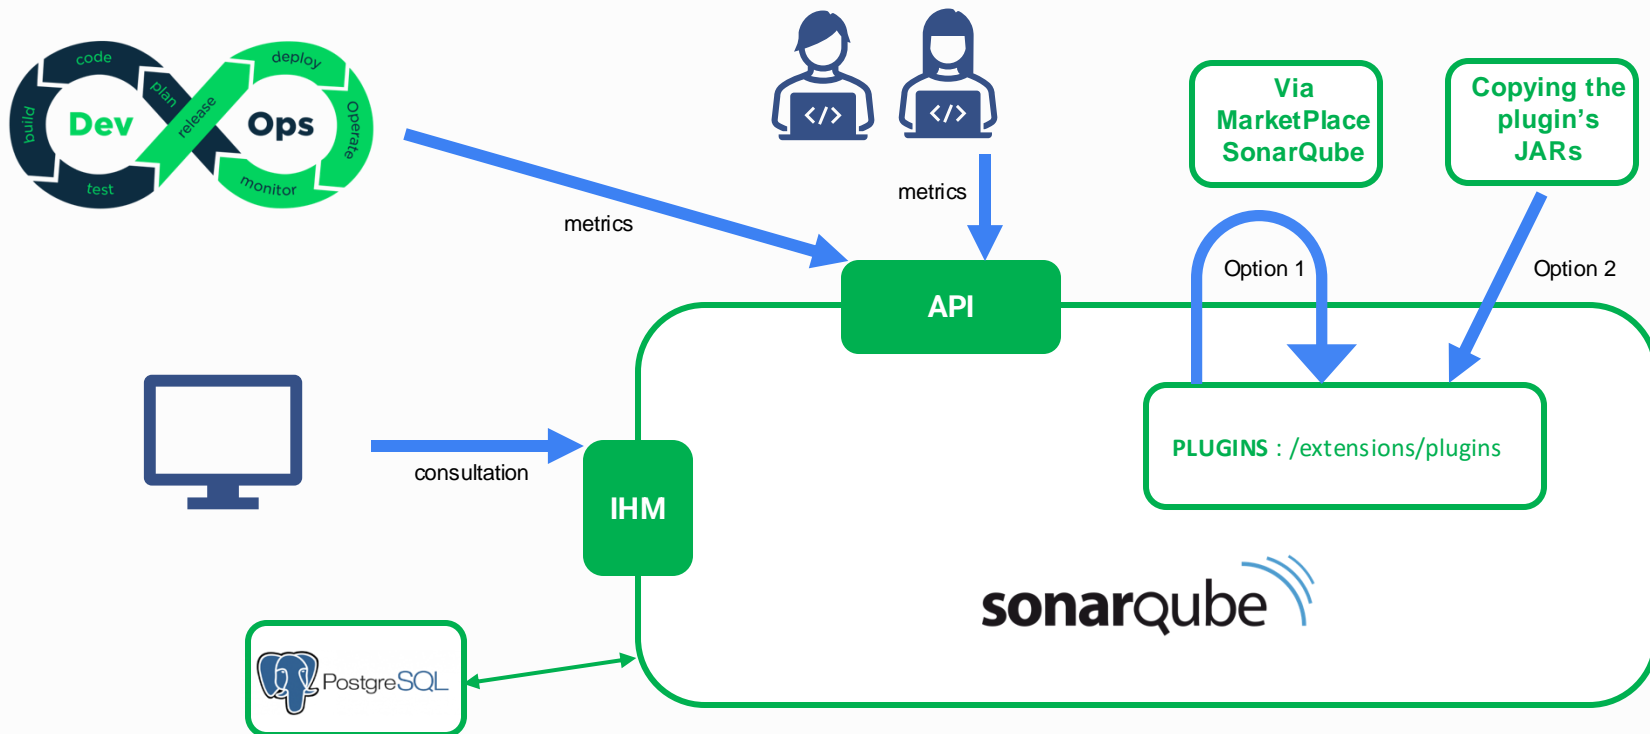 code
deploy
plan
release
build
Dev
Ops
Operate
test
monitor
</>
</>
Via
MarketPlace
SonarQube
Copying the
plugin’s
JARs
metrics
metrics
Option 1
Option 2
API
PLUGINS : /extensions/plugins
consultation
IHM
sonarqube
PostgreSQL